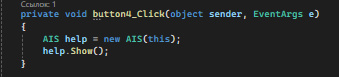 Ссылок: 1
private void button4_Click(object sender, EventArgs e)
{
AIS help = new AIS(this);
help.Show();
}